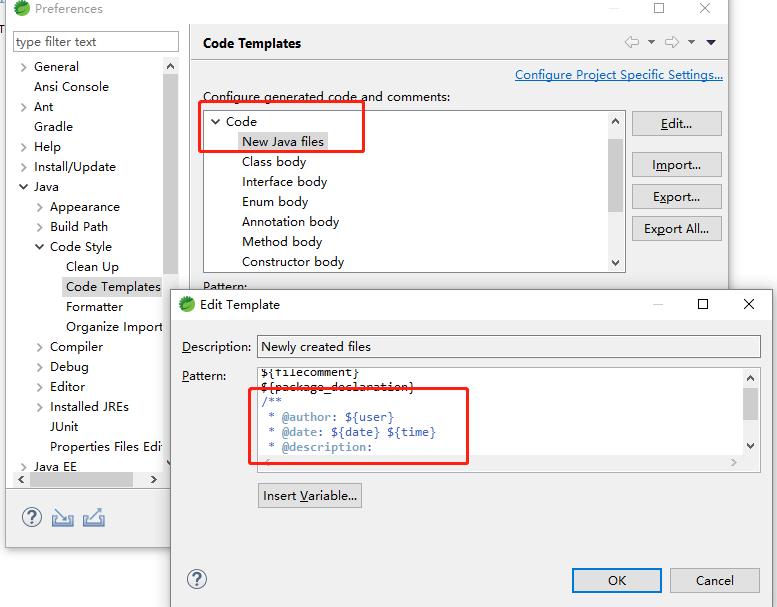 Preferences
type filter text
General
Ansi Console
Ant
Gradle
Help
Install/Update
Java
Appearance
Build Path
Code Style
Clean Up
Code Templates
Formatter
Organize Import
Compiler
Debug
Editor
Installed JREs
JUnit
Properties Files Edi
Java EE
Code Templates
Configure Project Specific Settings...
Configure generated code and comments:
Code
New Java files
Class body
Interface body
Enum body
Annotation body
Method body
Constructor body
Edit...
Import...
Export...
Export All...
Pattern:
Edit Template
Description:
Newly created files
Pattern:
${filecomment}
${package_declaration}
/**
* @author: ${user}
* @date: ${date} ${time}
* @description:
Insert Variable...
OK
Cancel